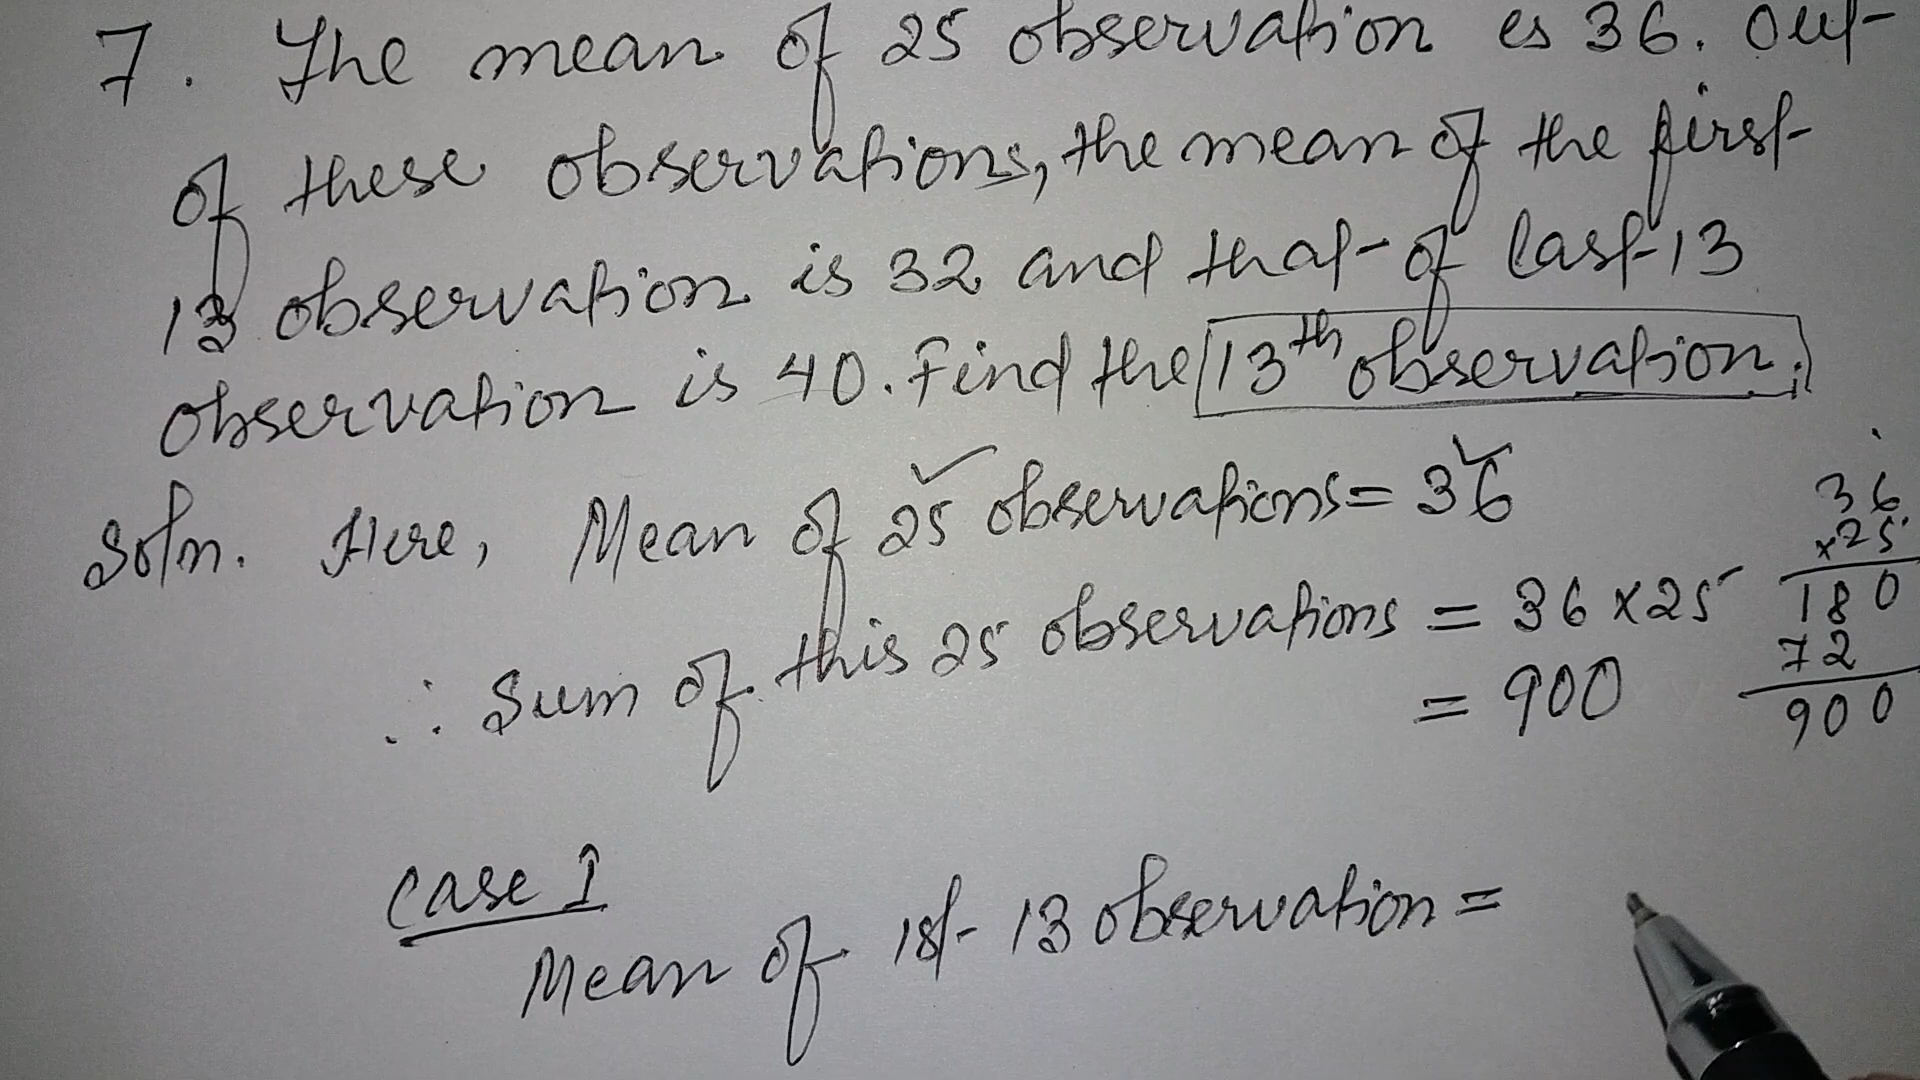 7. The mean of 25 observation is 36. Out
of these observations, the mean of the first
13 observation is 32 and that of last 13
observation is 40. Find the 13th observation.
Soln. Here, Mean of 25 observations = 36
∴ Sum of this 25 observations = 36 x 25
= 900
36
x25
180
72
900
Case I
Mean of 1st 13 observation =